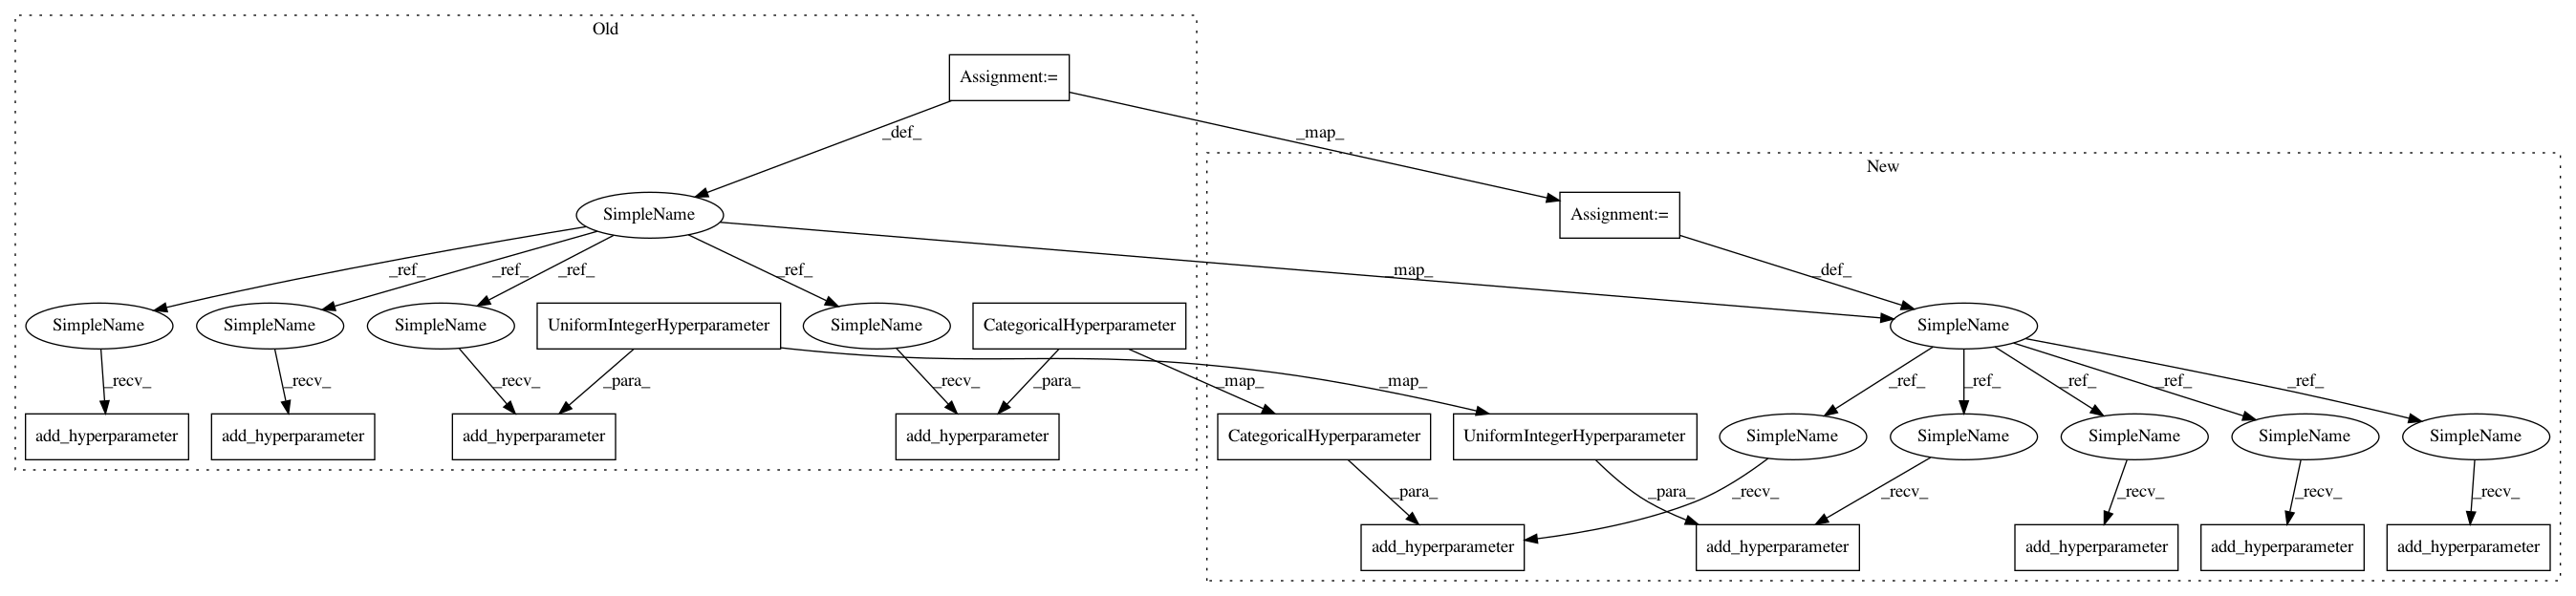 Old
Assignment:=
_def_
_map_
New
SimpleName
Assignment:=
_ref_
_ref_
_ref_
_ref_
_map_
_def_
SimpleName
SimpleName
SimpleName
UniformIntegerHyperparameter
SimpleName
CategoricalHyperparameter
SimpleName
_recv_
_recv_
_recv_
_para_
_recv_
_para_
_map_
_map_
_ref_
_ref_
_ref_
_ref_
_ref_
add_hyperparameter
add_hyperparameter
add_hyperparameter
add_hyperparameter
CategoricalHyperparameter
UniformIntegerHyperparameter
SimpleName
SimpleName
SimpleName
SimpleName
SimpleName
_para_
_recv_
_para_
_recv_
_recv_
_recv_
_recv_
add_hyperparameter
add_hyperparameter
add_hyperparameter
add_hyperparameter
add_hyperparameter